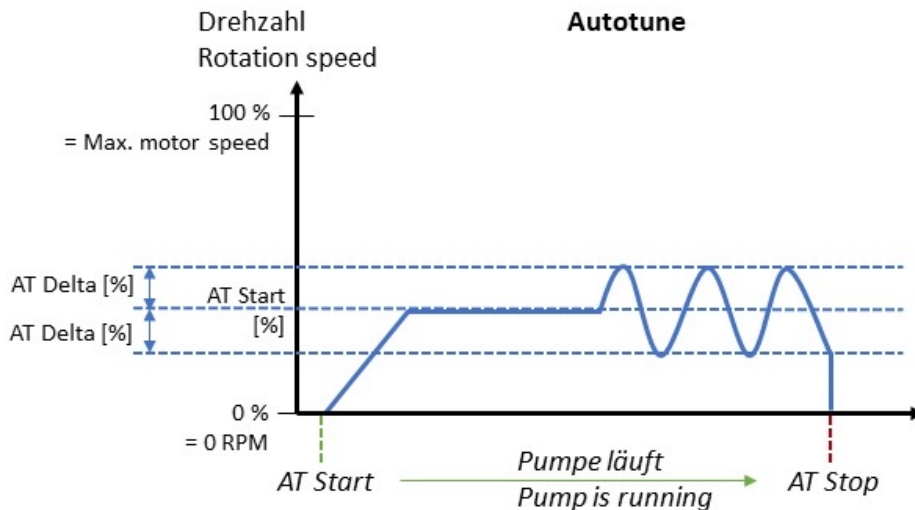 Drehzahl
Rotation speed
Autotune
100 %
= Max. motor speed
AT Delta [%]
AT Start
[%]
AT Delta [%]
0 %
= 0 RPM
AT Start
Pumpe läuft
Pump is running
AT Stop